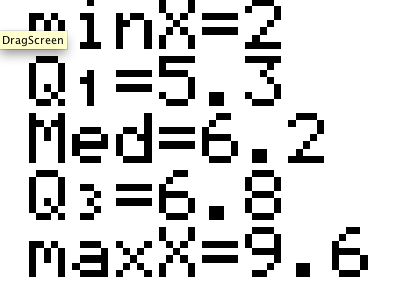 minX=2
DragScreen
Q₁=5.3
Med=6.2
Q₃=6.8
maxX=9.6